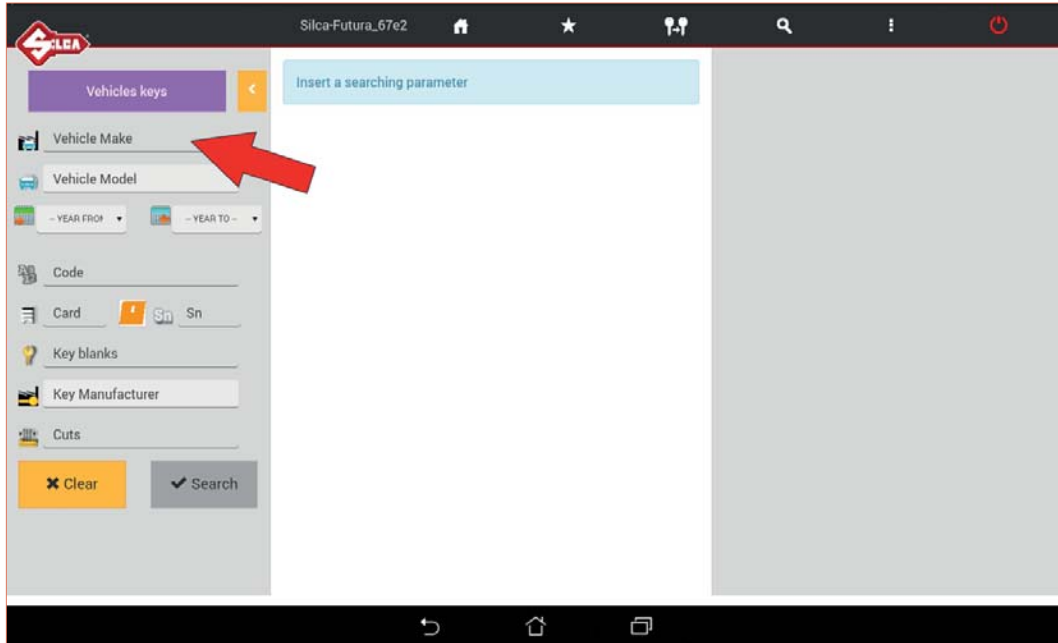 SILCA
Silca-Futura_67e2
Vehicles keys
Insert a searching parameter
Vehicle Make
Vehicle Model
- YEAR FROM
- YEAR TO -
Code
Card
Sn
Sn
Key blanks
Key Manufacturer
Cuts
Clear
Search